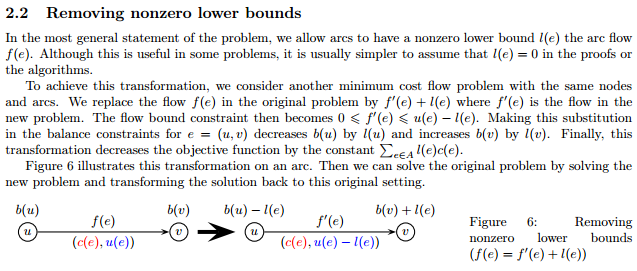 2.2 Removing nonzero lower bounds
In the most general statement of the problem, we allow arcs to have a nonzero lower bound l(e) the arc flow
f(e). Although this is useful in some problems, it is usually simpler to assume that l(e) = 0 in the proofs or
the algorithms.
To achieve this transformation, we consider another minimum cost flow problem with the same nodes
and arcs. We replace the flow f(e) in the original problem by f′(e) + l(e) where f′(e) is the flow in the
new problem. The flow bound constraint then becomes 0 ⩽ f′(e) ⩽ u(e) − l(e). Making this substitution
in the balance constraints for e = (u, v) decreases b(u) by l(u) and increases b(v) by l(v). Finally, this
transformation decreases the objective function by the constant ∑e∈A l(e)c(e).
Figure 6 illustrates this transformation on an arc. Then we can solve the original problem by solving the
new problem and transforming the solution back to this original setting.
b(u) b(v) b(u) − l(e) b(v) + l(e)
f(e) f′(e)
u v u v
(c(e), u(e)) (c(e), u(e) − l(e))
Figure 6: Removing
nonzero lower bounds
(f(e) = f′(e) + l(e))